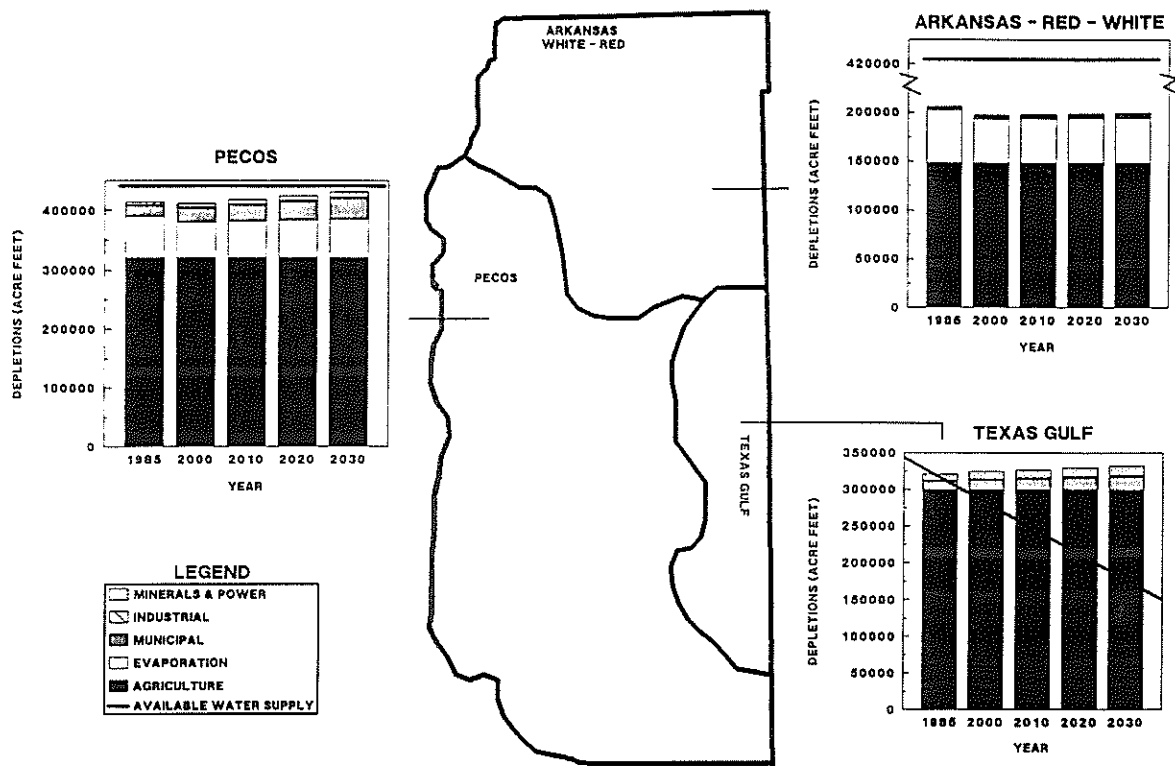 ARKANSAS
WHITE - RED
PECOS
TEXAS GULF
PECOS
DEPLETIONS (ACRE FEET)
400000
300000
200000
100000
0
1985 2000 2010 2020 2030
YEAR
LEGEND
MINERALS & POWER
INDUSTRIAL
MUNICIPAL
EVAPORATION
AGRICULTURE
AVAILABLE WATER SUPPLY
ARKANSAS - RED - WHITE
DEPLETIONS (ACRE FEET)
420000
200000
150000
100000
50000
0
1985 2000 2010 2020 2030
YEAR
TEXAS GULF
DEPLETIONS (ACRE FEET)
350000
300000
250000
200000
150000
100000
50000
0
1985 2000 2010 2020 2030
YEAR